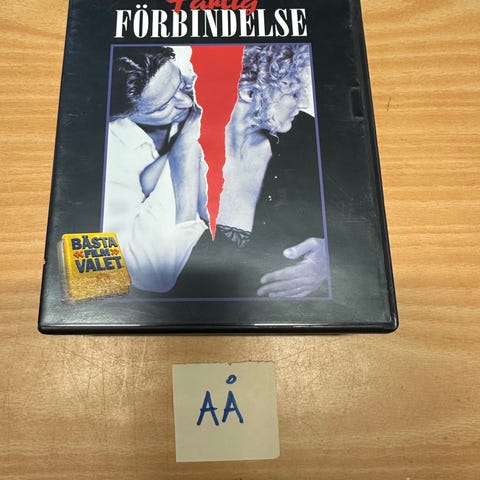 Farlig
FÖRBINDELSE
BÄSTA
«FILM»
VALET
AÅ